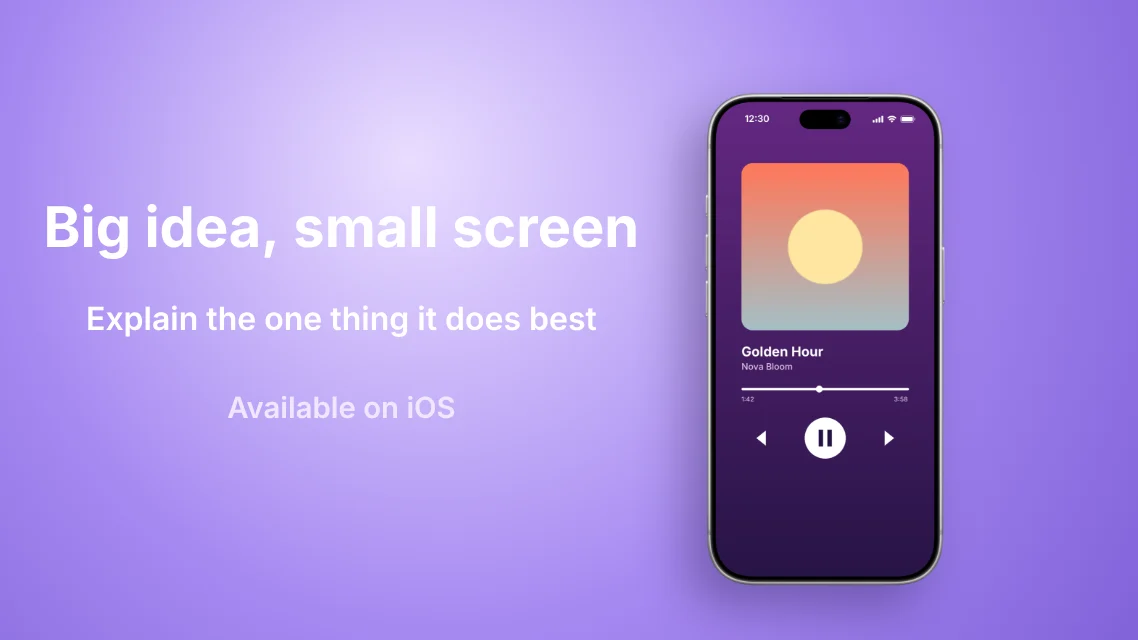 Big idea, small screen
Explain the one thing it does best
Available on iOS
12:30
Golden Hour
Nova Bloom
1:42
3:58